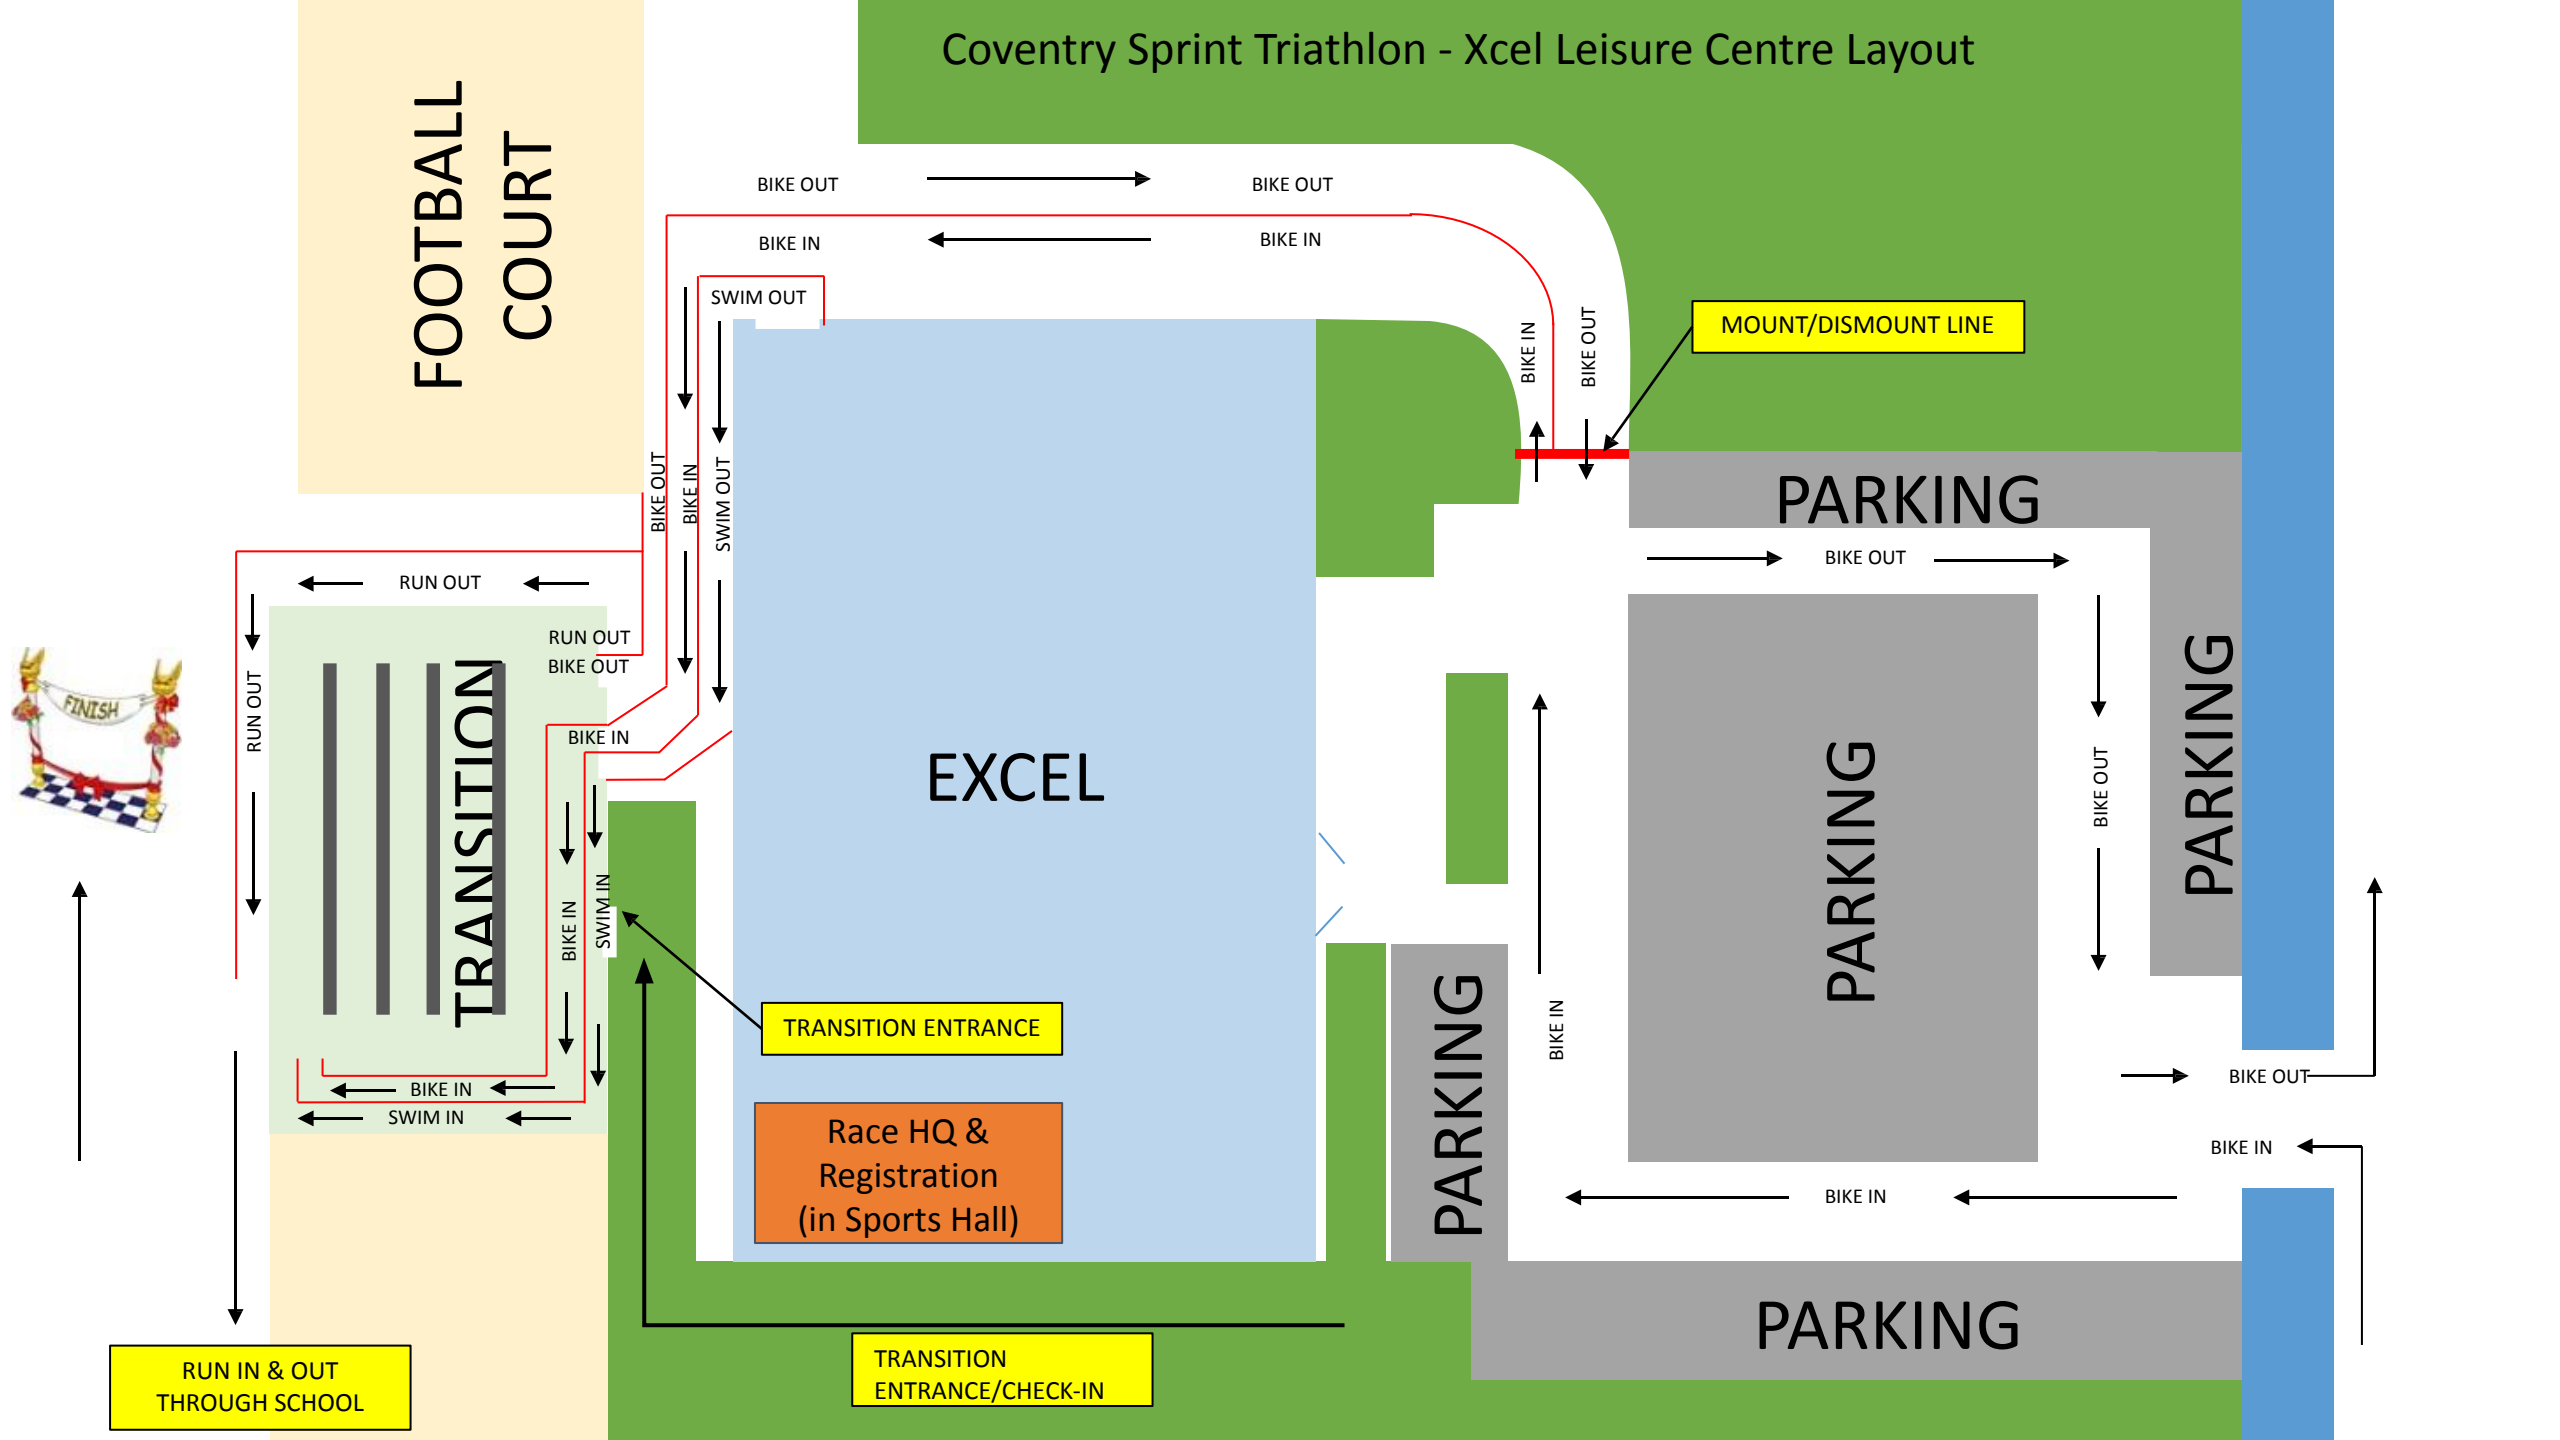 Coventry Sprint Triathlon - Xcel Leisure Centre Layout
FOOTBALL
COURT
BIKE OUT
BIKE OUT
BIKE IN
BIKE IN
SWIM OUT
MOUNT/DISMOUNT LINE
BIKE IN
BIKE OUT
BIKE OUT
BIKE IN
SWIM OUT
PARKING
BIKE OUT
RUN OUT
RUN OUT
BIKE OUT
RUN OUT
FINISH
TRANSITION
BIKE IN
EXCEL
PARKING
BIKE OUT
PARKING
BIKE IN
SWIM IN
TRANSITION ENTRANCE
PARKING
BIKE IN
BIKE IN
SWIM IN
BIKE OUT
BIKE IN
BIKE IN
Race HQ &
Registration
(in Sports Hall)
PARKING
RUN IN & OUT
THROUGH SCHOOL
TRANSITION
ENTRANCE/CHECK-IN